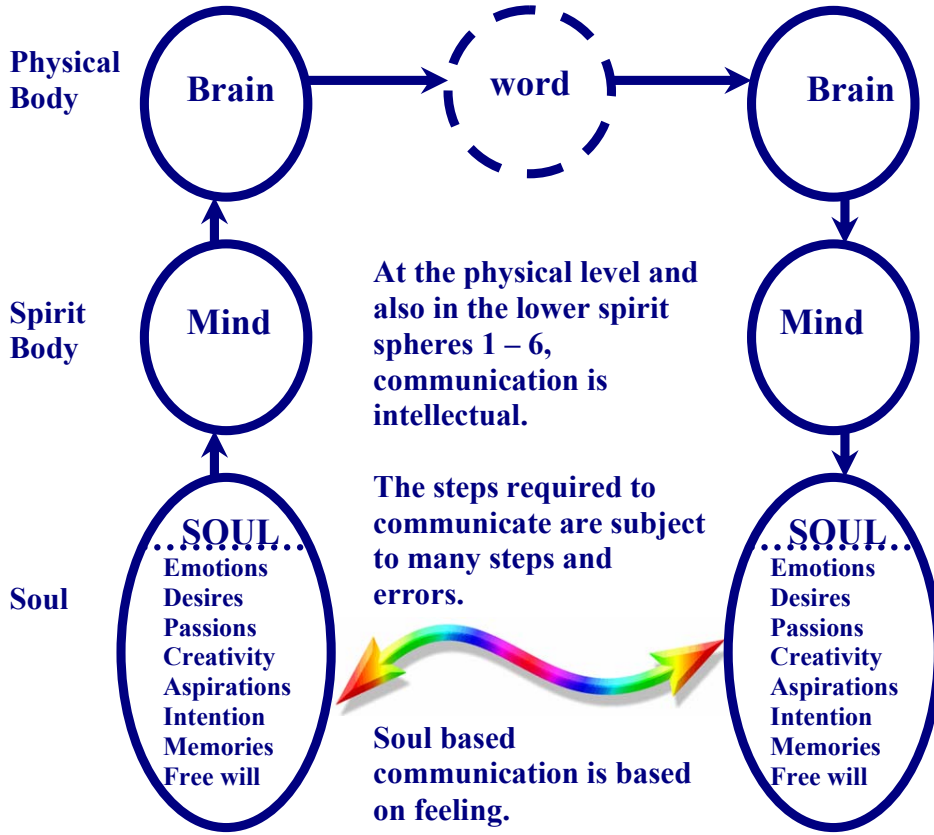 Physical
Body
Brain
word
Brain
Spirit
Body
Mind
At the physical level and
also in the lower spirit
spheres 1 – 6,
communication is
intellectual.
Mind
Soul
SOUL
Emotions
Desires
Passions
Creativity
Aspirations
Intention
Memories
Free will
The steps required to
communicate are subject
to many steps and
errors.
Soul based
communication is based
on feeling.
SOUL
Emotions
Desires
Passions
Creativity
Aspirations
Intention
Memories
Free will